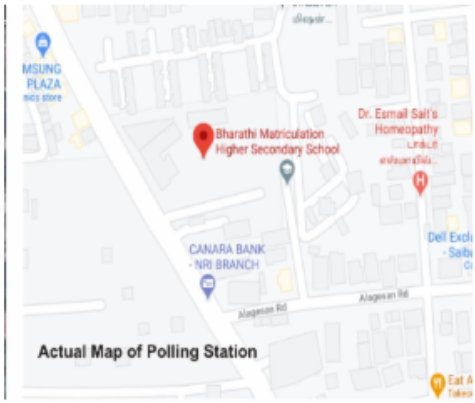 MSUNG
PLAZA
nics store
Bharathi Matriculation
Higher Secondary School
Dr. Esmail Sait's
Homeopathy
CANARA BANK
- NRI BRANCH
Dell Excl
- Saib
Alagesan Rd
Alagesan Rd
Actual Map of Polling Station
Eat A
Takea